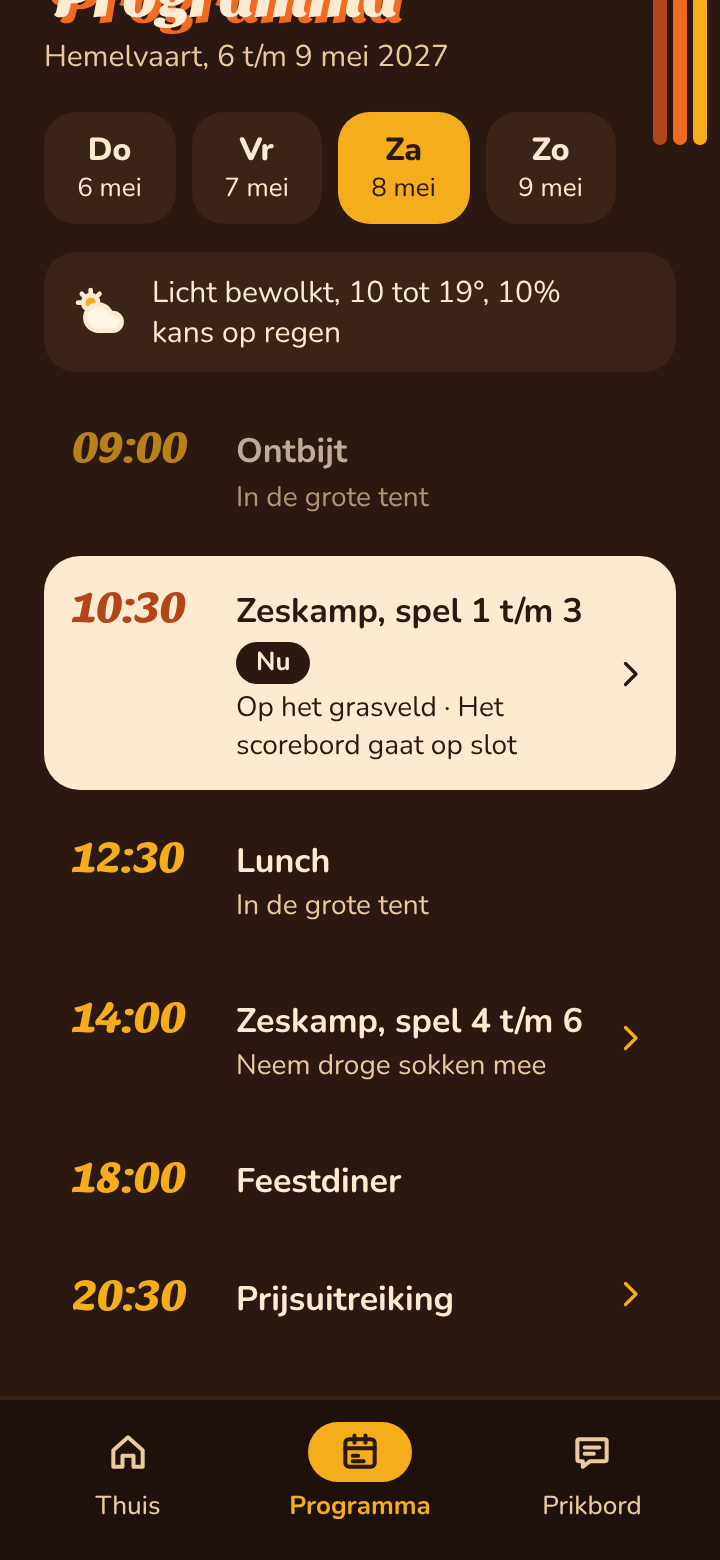 Programma
Hemelvaart, 6 t/m 9 mei 2027
Do
6 mei
Vr
7 mei
Za
8 mei
Zo
9 mei
Licht bewolkt, 10 tot 19°, 10%
kans op regen
09:00
Ontbijt
In de grote tent
10:30
Zeskamp, spel 1 t/m 3
Nu
Op het grasveld · Het
scorebord gaat op slot
12:30
Lunch
In de grote tent
14:00
Zeskamp, spel 4 t/m 6
Neem droge sokken mee
18:00
Feestdiner
20:30
Prijsuitreiking
Thuis
Programma
Prikbord